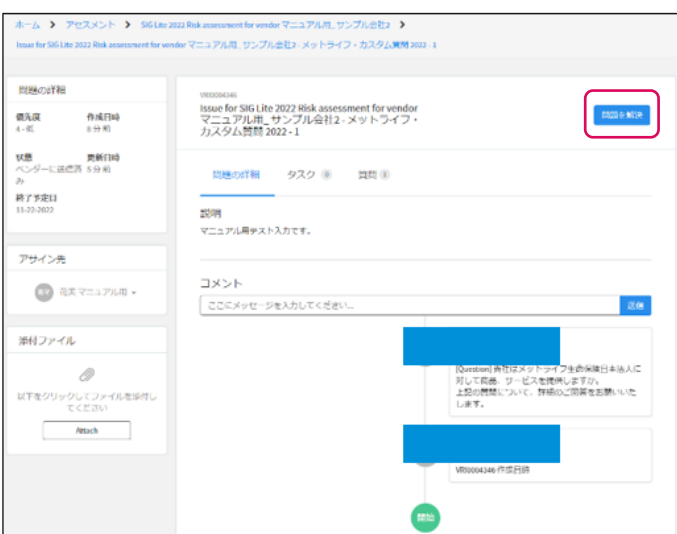 ホーム > アセスメント > SIG Lite 2022 Risk assessment for vendor マニュアル用_サンプル会社2 >
Issue for SIG Lite 2022 Risk assessment for vendor マニュアル用_サンプル会社2 - メットライフ・カスタム質問 2022 - 1
問題の詳細
優先度 作成日時
4 - 低 8 分 前
状態 更新日時
ベンダーに送信済み 5 分 前
終了予定日
11-22-2022
アサイン先
花美 マニュアル用
添付ファイル
以下をクリックしてファイルを添付し
てください
Attach
VRI0004346
Issue for SIG Lite 2022 Risk assessment for vendor
マニュアル用_サンプル会社2 - メットライフ・
カスタム質問 2022 - 1
問題を解決
問題の詳細 タスク 0 質問 1
説明
マニュアル用テスト入力です。
コメント
ここにメッセージを入力してください...
送信
[Question] 貴社はメットライフ生命保険日本法人に
対して商品、サービスを提供しますか。
上記の質問について、詳細のご回答をお願いいた
します。
VRI0004346 作成日時
開始